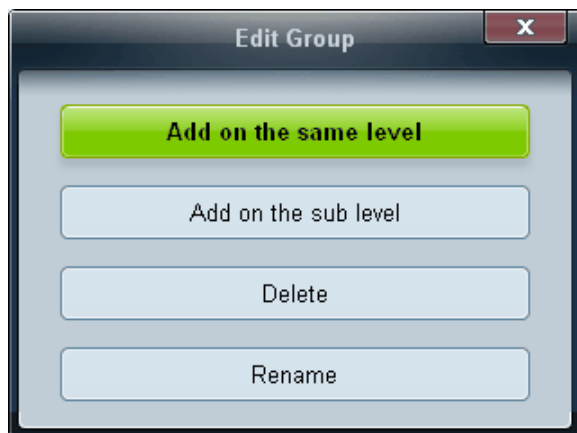 Edit Group
X
Add on the same level
Add on the sub level
Delete
Rename